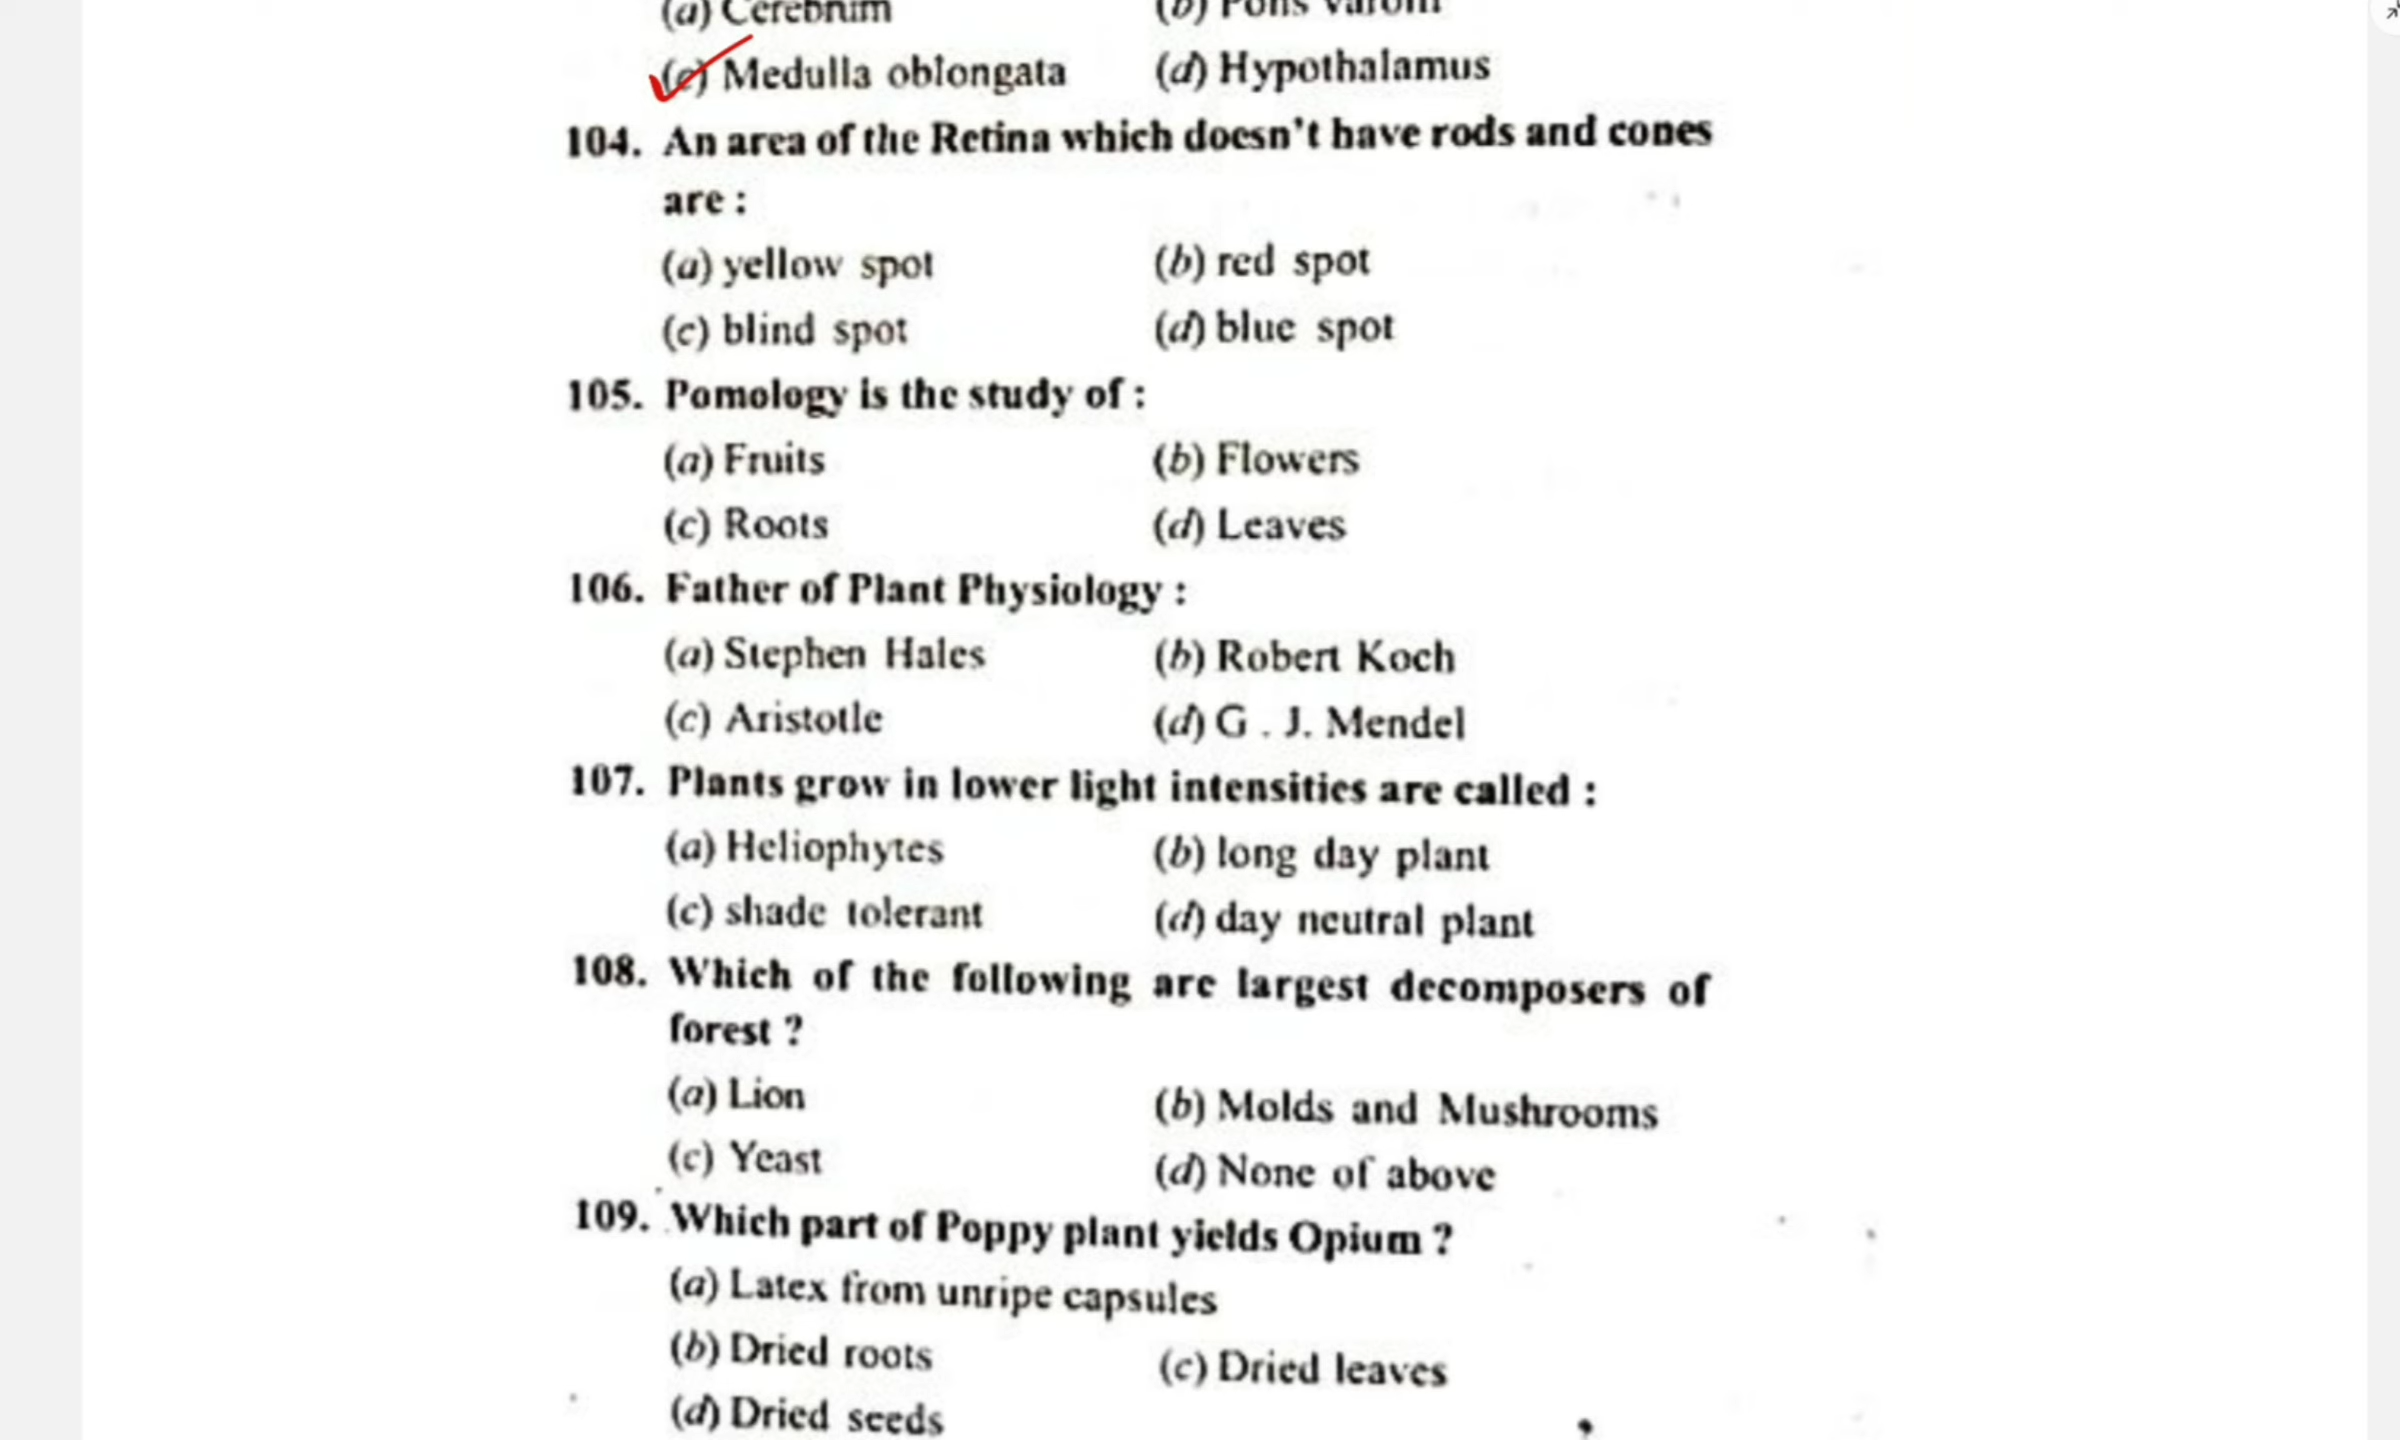 (a) Cerebrum (b) Pons varolii
(c) Medulla oblongata (d) Hypothalamus
104. An area of the Retina which doesn't have rods and cones
are :
(a) yellow spot (b) red spot
(c) blind spot (d) blue spot
105. Pomology is the study of :
(a) Fruits (b) Flowers
(c) Roots (d) Leaves
106. Father of Plant Physiology :
(a) Stephen Hales (b) Robert Koch
(c) Aristotle (d) G . J. Mendel
107. Plants grow in lower light intensities are called :
(a) Heliophytes (b) long day plant
(c) shade tolerant (d) day neutral plant
108. Which of the following are largest decomposers of
forest ?
(a) Lion (b) Molds and Mushrooms
(c) Yeast (d) None of above
109. Which part of Poppy plant yields Opium ?
(a) Latex from unripe capsules
(b) Dried roots (c) Dried leaves
(d) Dried seeds